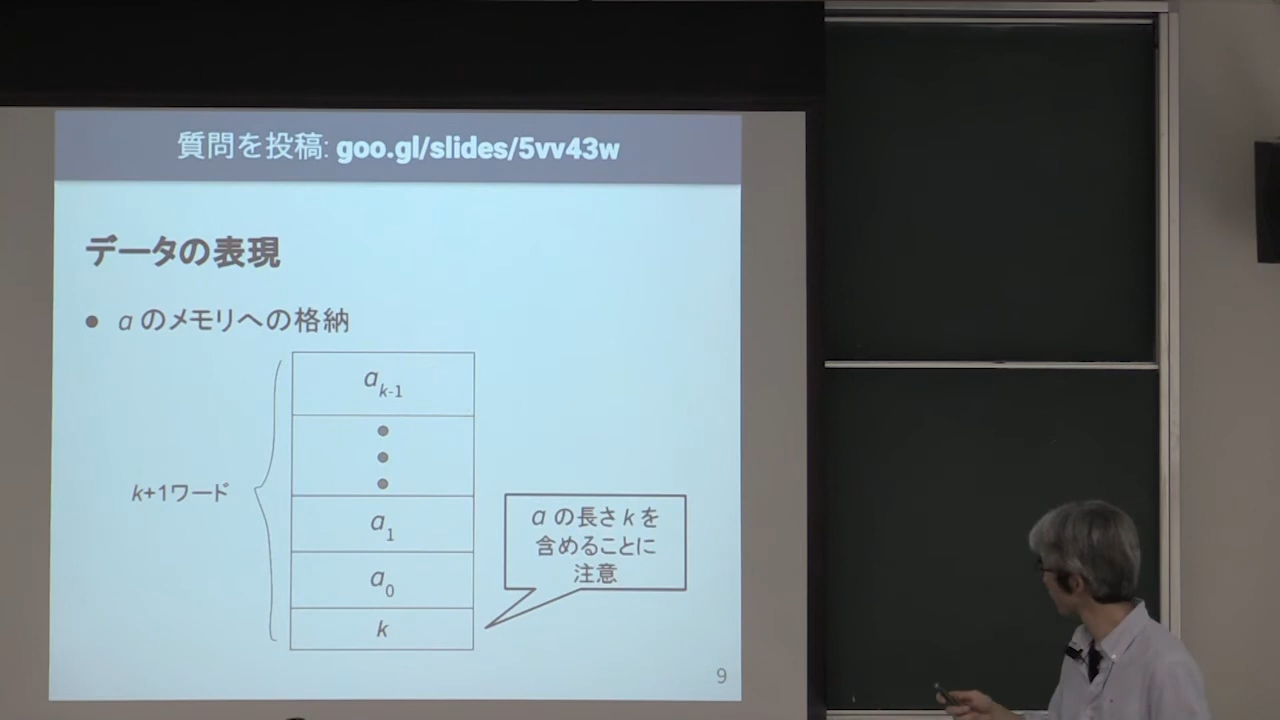 質問を投稿: goo.gl/slides/5vv43w
データの表現
● a のメモリへの格納
a_{k-1}
k+1ワード
a_1
a の長さ k を
含めることに
注意
a_0
k
9